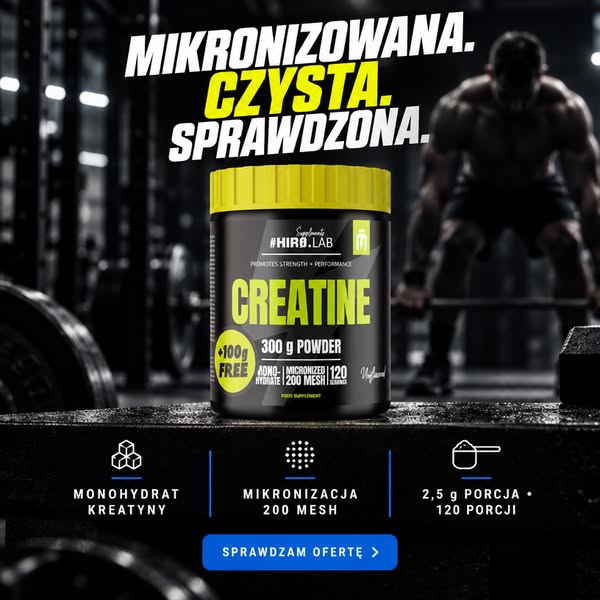 MIKRONIZOWANA.
CZYSTA.
SPRAWDZONA.
Supplements
#HIRO.LAB
PROMOTES STRENGTH + PERFORMANCE
CREATINE
300 g POWDER
+100g
FREE
MONO-
HYDRATE
MICRONIZED
200 MESH
120
SERVINGS
Unflavored
FOOD SUPPLEMENT
MONOHYDRAT
KREATYNY
MIKRONIZACJA
200 MESH
2,5 g PORCJA •
120 PORCJI
SPRAWDZAM OFERTĘ >